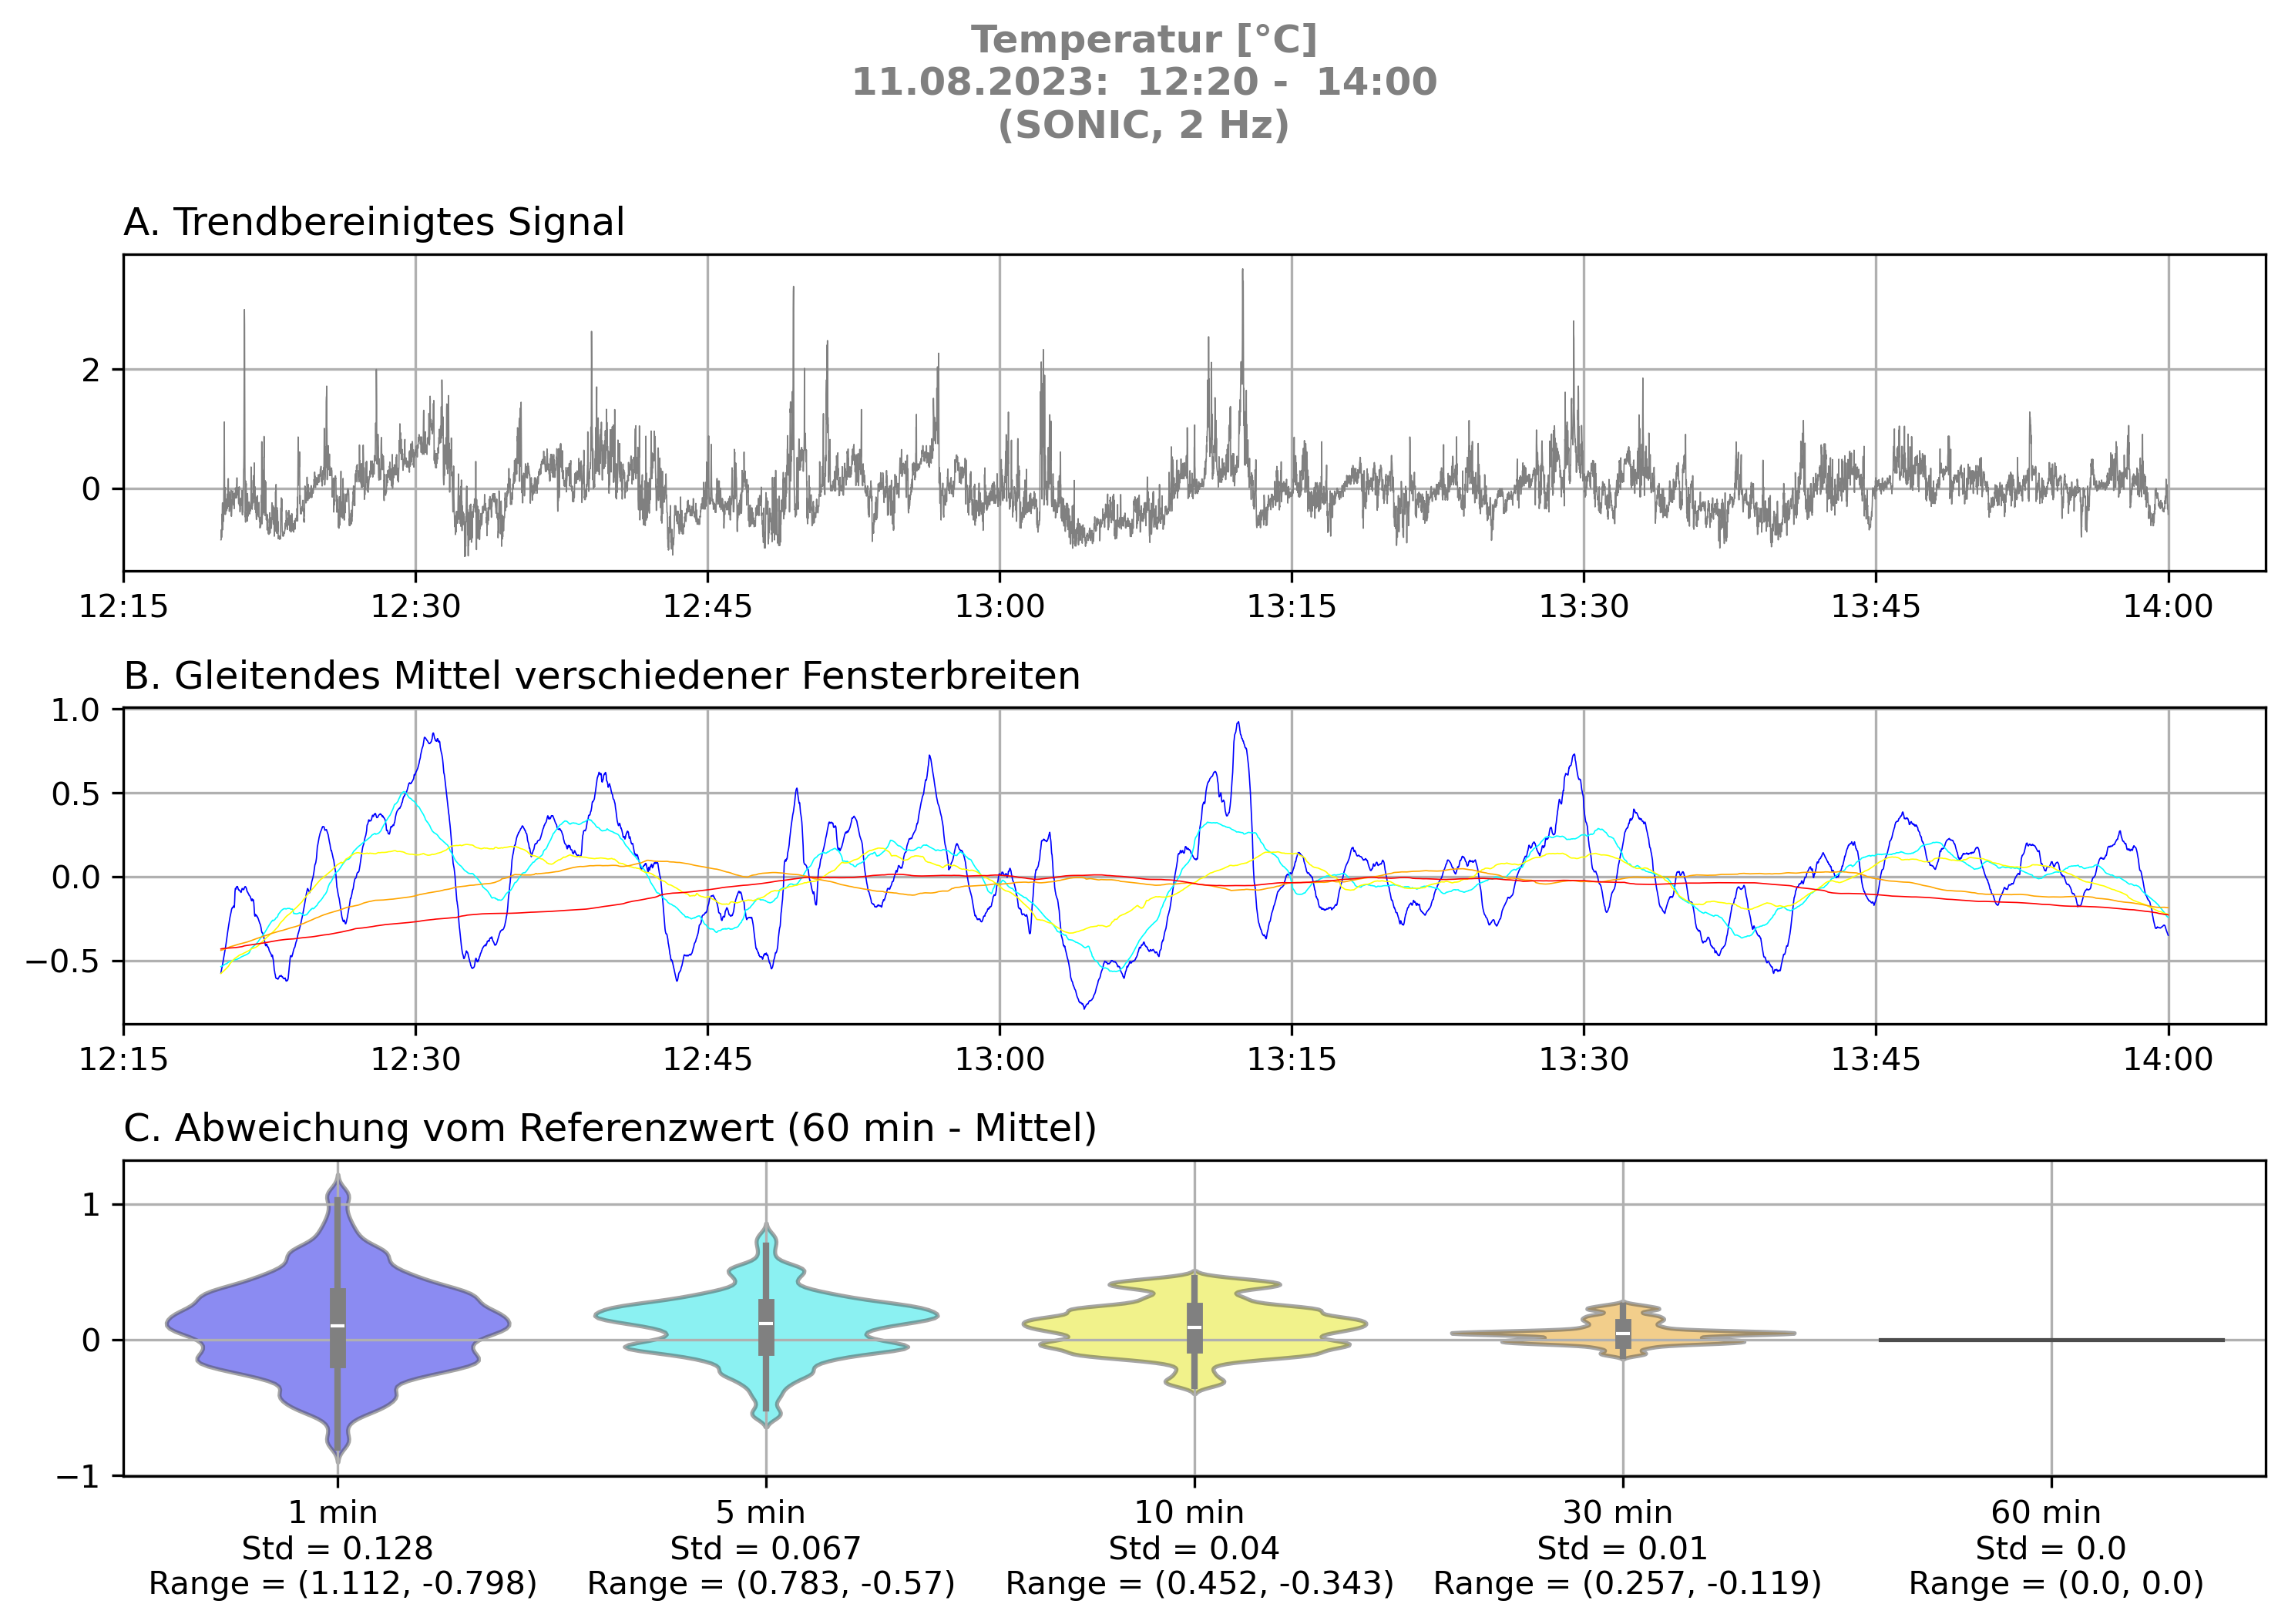 Temperatur [°C]
11.08.2023:  12:20 -  14:00
(SONIC, 2 Hz)
A. Trendbereinigtes Signal
2
0
12:15 12:30 12:45 13:00 13:15 13:30 13:45 14:00
B. Gleitendes Mittel verschiedener Fensterbreiten
1.0
0.5
0.0
−0.5
12:15 12:30 12:45 13:00 13:15 13:30 13:45 14:00
C. Abweichung vom Referenzwert (60 min - Mittel)
1
0
−1
1 min 5 min 10 min 30 min 60 min
Std = 0.128 Std = 0.067 Std = 0.04 Std = 0.01 Std = 0.0
Range = (1.112, -0.798) Range = (0.783, -0.57) Range = (0.452, -0.343) Range = (0.257, -0.119) Range = (0.0, 0.0)